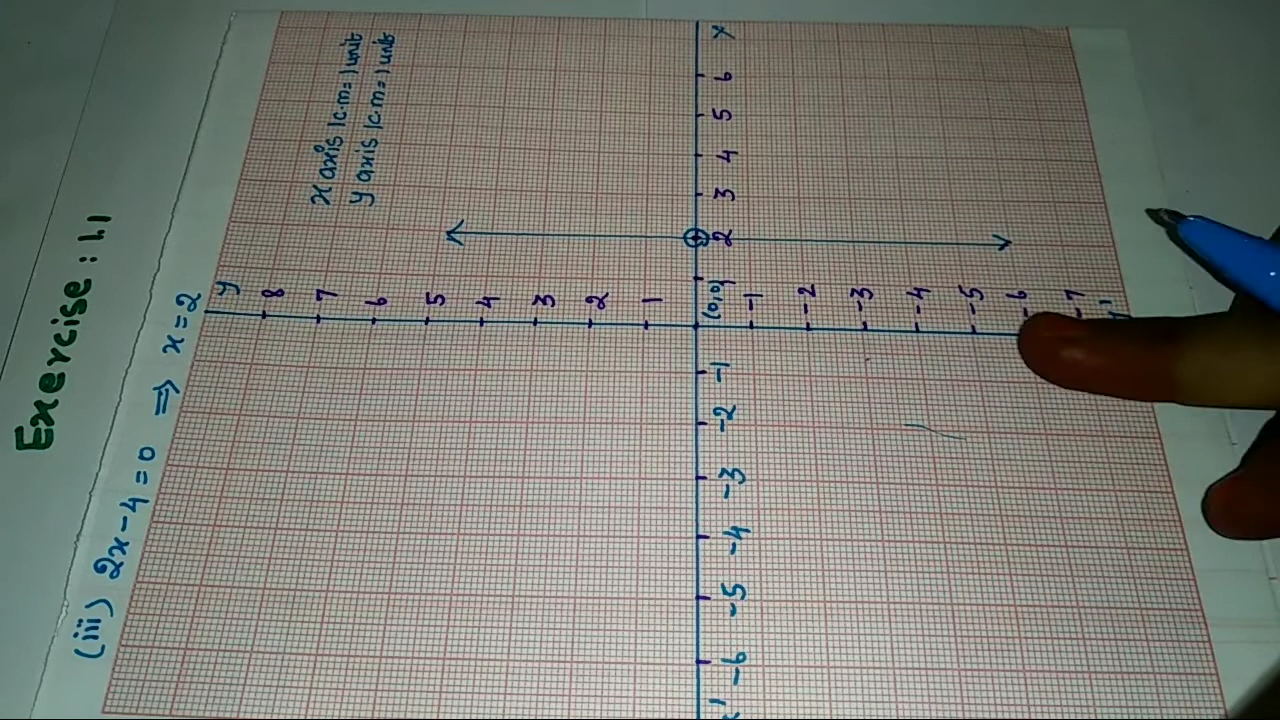 Exercise : 1.1
(iii) 2x - 4 = 0 ⇒ x = 2
x axis 1c.m = 1 unit
y axis 1c.m = 1 unit
y
8
7
6
5
4
3
2
1
-6 -5 -4 -3 -2 -1 (0,0) 1 2 3 4 5 6 x
-1
-2
-3
-4
-5
-6
-7
y'